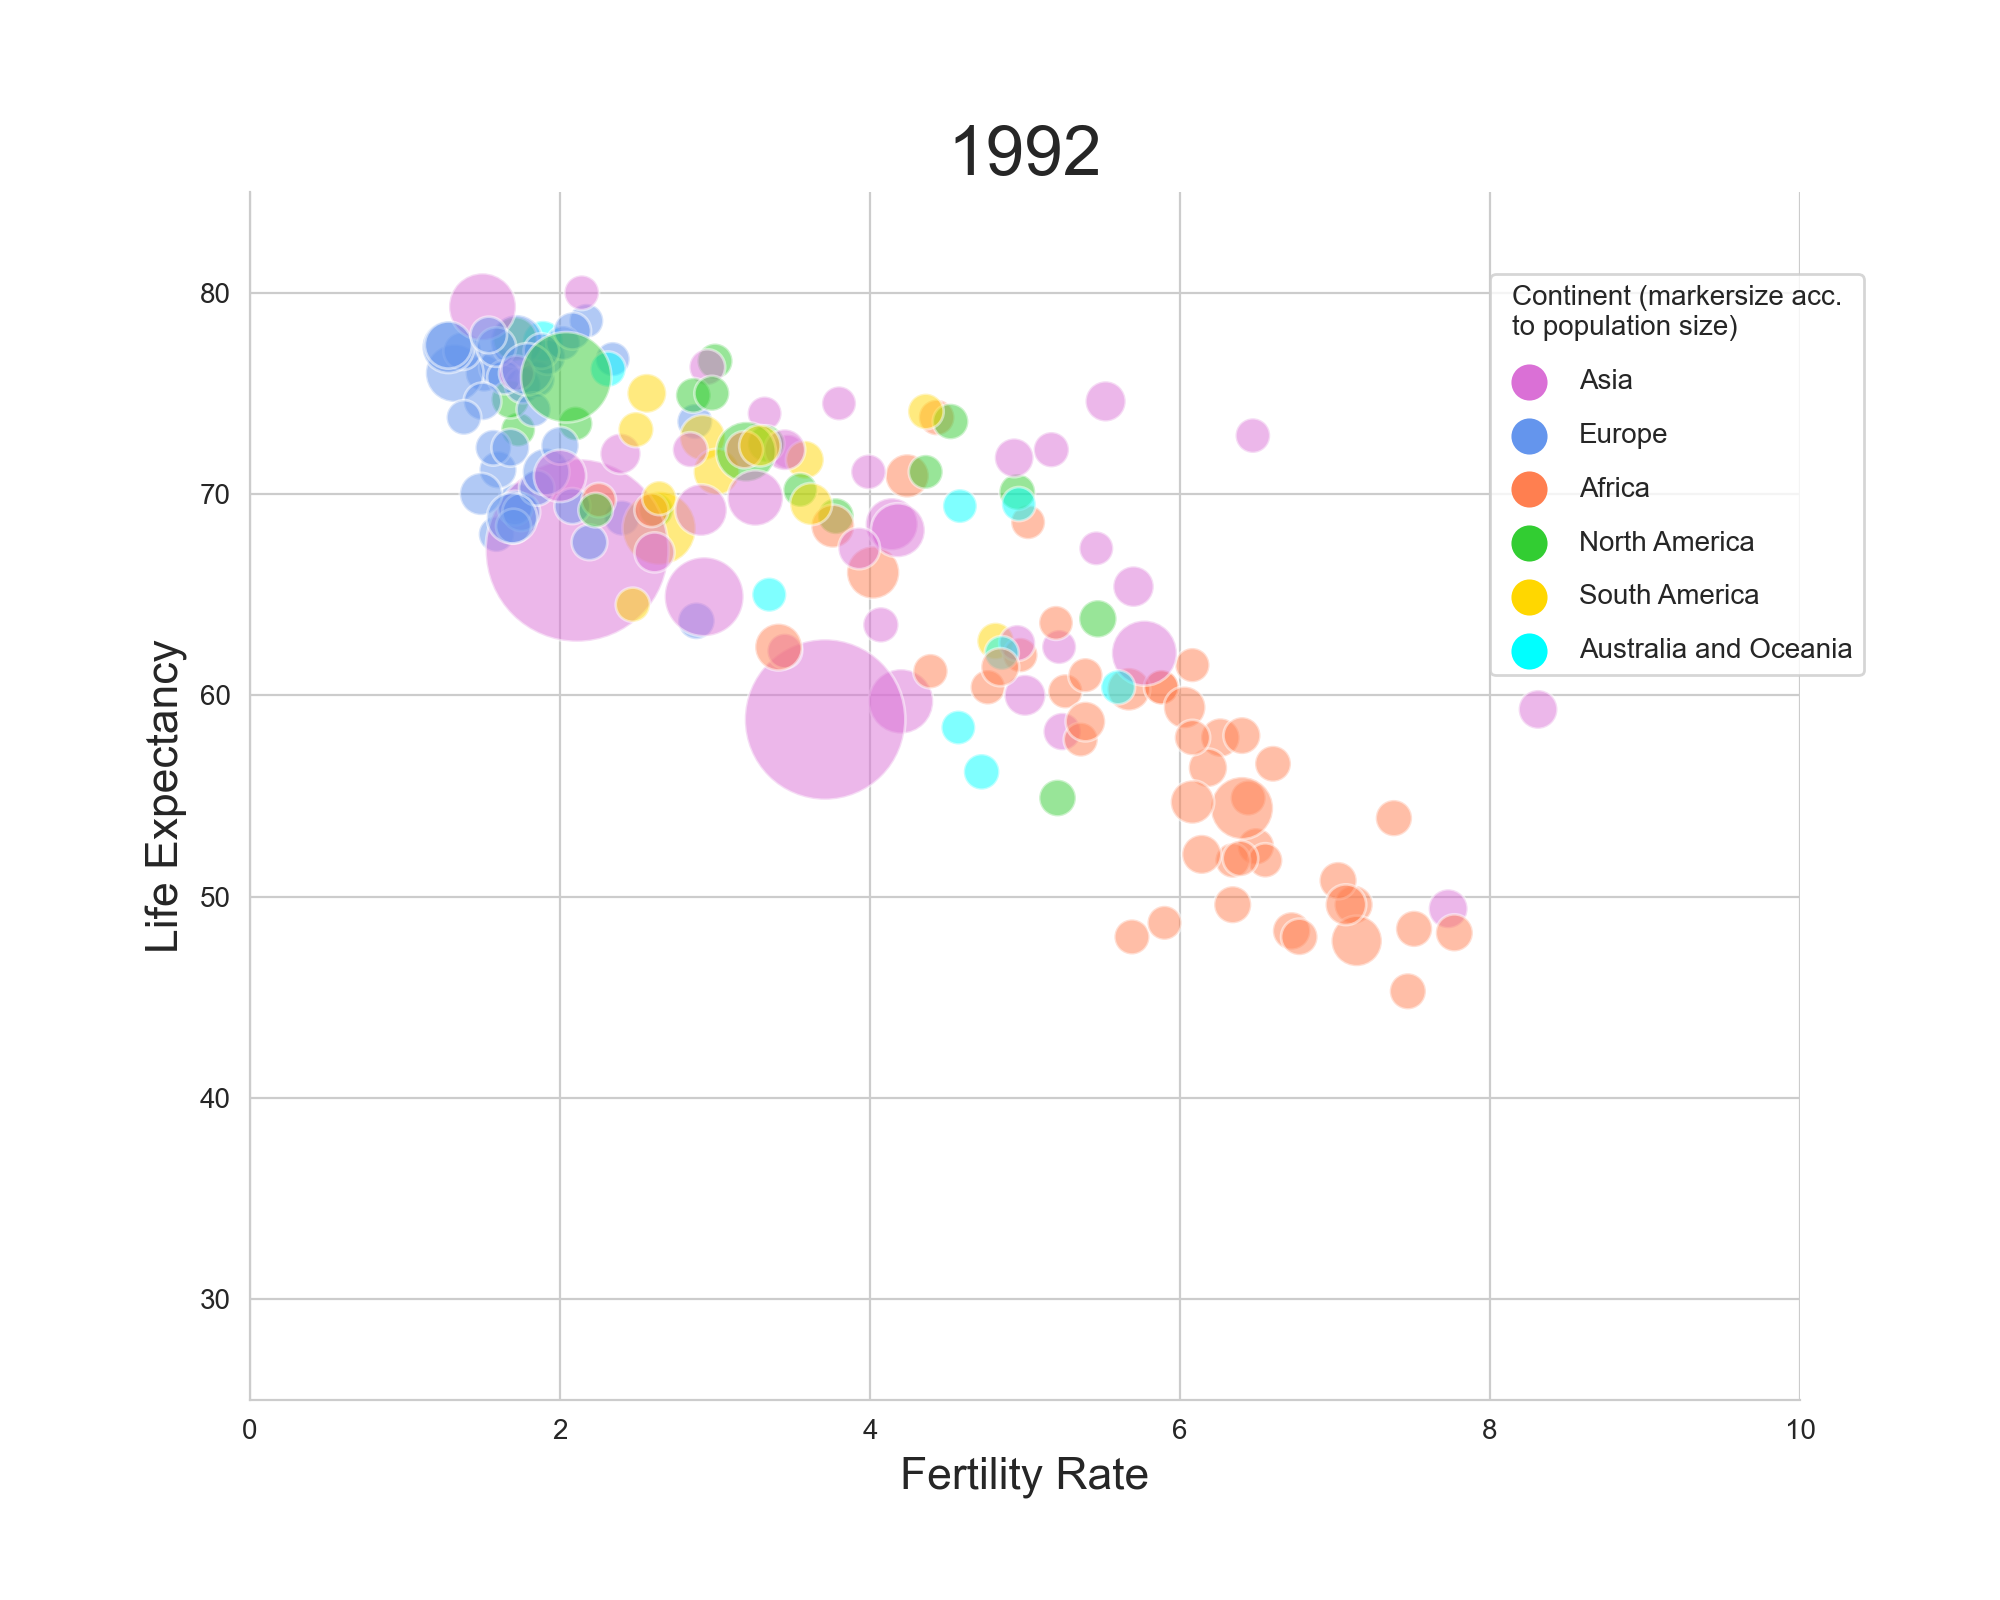 1992
Continent (markersize acc.
to population size)
Asia
Europe
Africa
North America
South America
Australia and Oceania
Life Expectancy
80
70
60
50
40
30
0 2 4 6 8 10
Fertility Rate